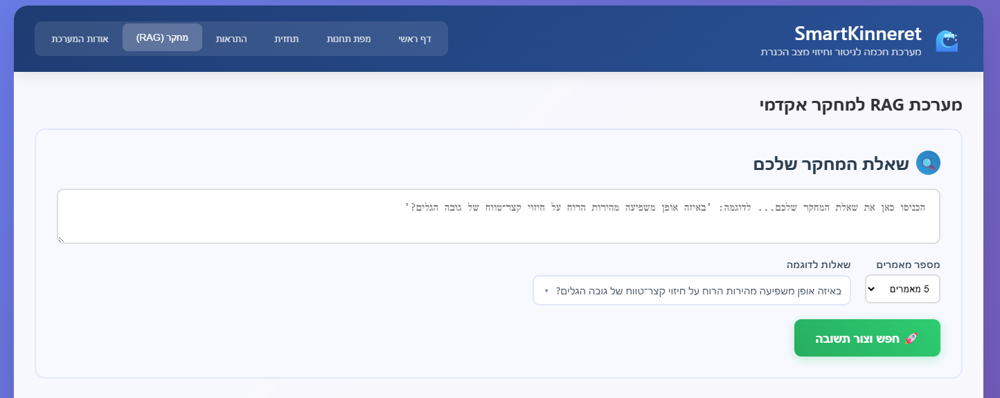 SmartKinneret
מערכת חכמה לניטור וחיזוי מצב הכנרת
דף ראשי
מפת תחנות
תחזית
התראות
מחקר (RAG)
אודות המערכת
מערכת RAG למחקר אקדמי
שאלת המחקר שלכם
הכניסו כאן את שאלת המחקר שלכם... לדוגמה: 'באיזה אופן משפיעה מהירות הרוח על חיזוי קצר־טווח של גובה הגלים?'
מספר מאמרים
שאלות לדוגמה
5 מאמרים
באיזה אופן משפיעה מהירות הרוח על חיזוי קצר־טווח של גובה הגלים?
🚀 חפש וצור תשובה